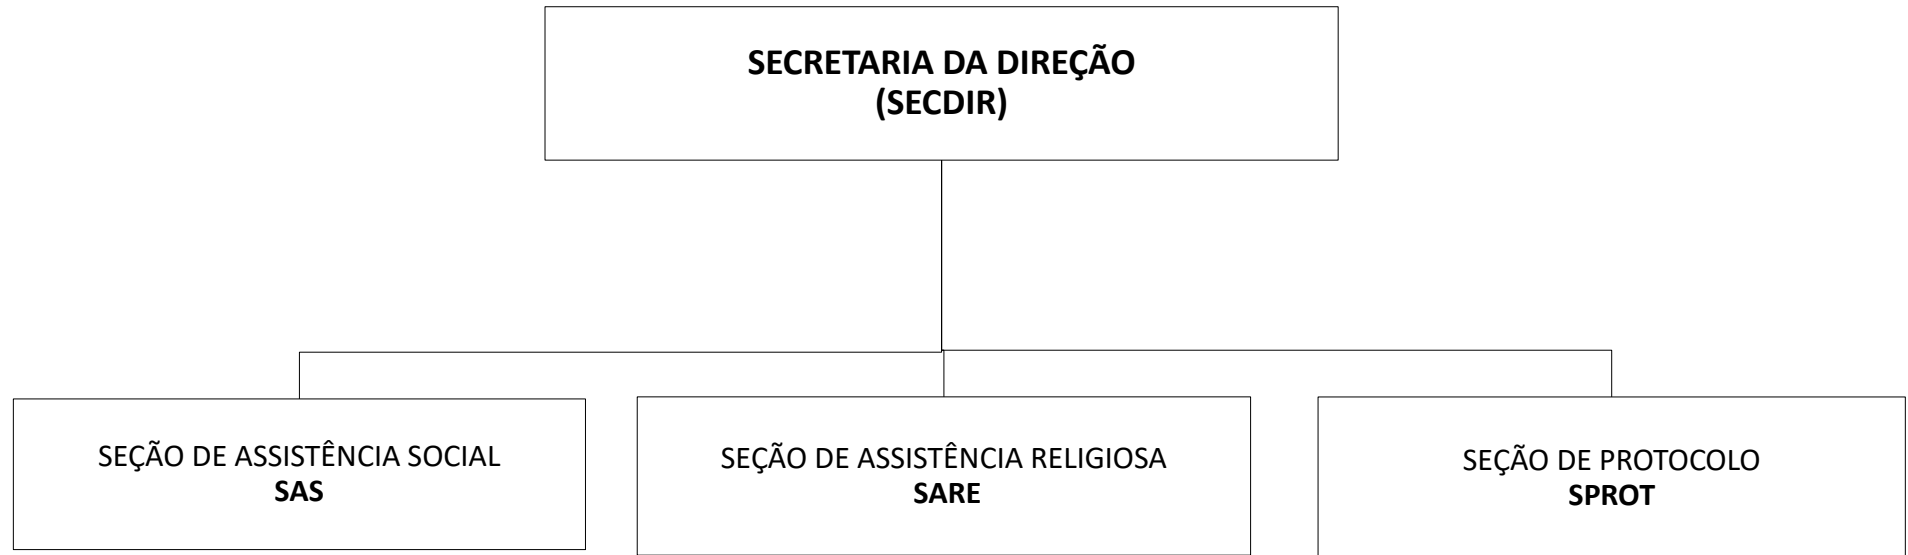 SECRETARIA DA DIREÇÃO
(SECDIR)
SEÇÃO DE ASSISTÊNCIA SOCIAL
SAS
SEÇÃO DE ASSISTÊNCIA RELIGIOSA
SARE
SEÇÃO DE PROTOCOLO
SPROT